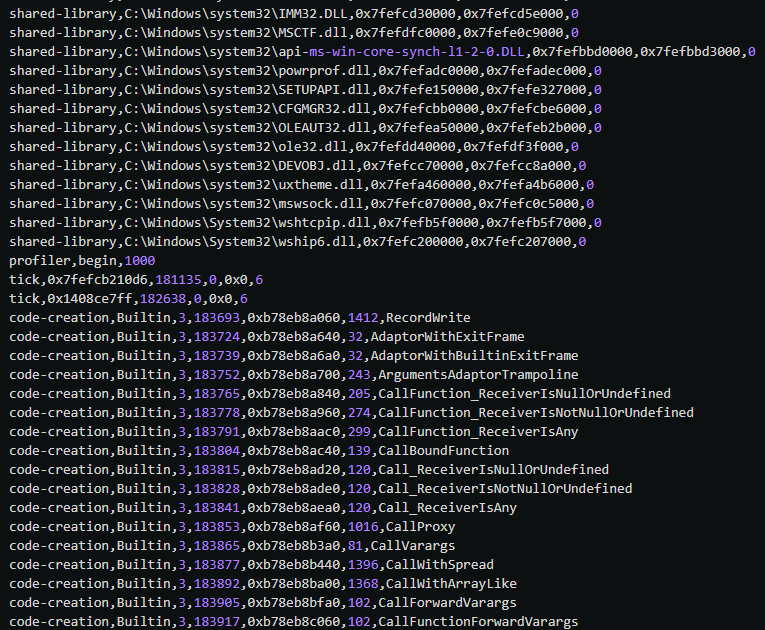 shared-library,C:\Windows\system32\IMM32.DLL,0x7fefcd30000,0x7fefcd5e000,0
shared-library,C:\Windows\system32\MSCTF.dll,0x7fefdfc0000,0x7fefe0c9000,0
shared-library,C:\Windows\system32\api-ms-win-core-synch-l1-2-0.DLL,0x7fefbbd0000,0x7fefbbd3000,0
shared-library,C:\Windows\system32\powrprof.dll,0x7fefadc0000,0x7fefadec000,0
shared-library,C:\Windows\system32\SETUPAPI.dll,0x7fefe150000,0x7fefe327000,0
shared-library,C:\Windows\system32\CFGMGR32.dll,0x7fefcbb0000,0x7fefcbe6000,0
shared-library,C:\Windows\system32\OLEAUT32.dll,0x7fefea50000,0x7fefeb2b000,0
shared-library,C:\Windows\system32\ole32.dll,0x7fefdd40000,0x7fefdf3f000,0
shared-library,C:\Windows\system32\DEVOBJ.dll,0x7fefcc70000,0x7fefcc8a000,0
shared-library,C:\Windows\system32\uxtheme.dll,0x7fefa460000,0x7fefa4b6000,0
shared-library,C:\Windows\system32\mswsock.dll,0x7fefc070000,0x7fefc0c5000,0
shared-library,C:\Windows\System32\wshtcpip.dll,0x7fefb5f0000,0x7fefb5f7000,0
shared-library,C:\Windows\System32\wship6.dll,0x7fefc200000,0x7fefc207000,0
profiler,begin,1000
tick,0x7fefcb210d6,181135,0,0x0,6
tick,0x1408ce7ff,182638,0,0x0,6
code-creation,Builtin,3,183693,0xb78eb8a060,1412,RecordWrite
code-creation,Builtin,3,183724,0xb78eb8a640,32,AdaptorWithExitFrame
code-creation,Builtin,3,183739,0xb78eb8a6a0,32,AdaptorWithBuiltinExitFrame
code-creation,Builtin,3,183752,0xb78eb8a700,243,ArgumentsAdaptorTrampoline
code-creation,Builtin,3,183765,0xb78eb8a840,205,CallFunction_ReceiverIsNullOrUndefined
code-creation,Builtin,3,183778,0xb78eb8a960,274,CallFunction_ReceiverIsNotNullOrUndefined
code-creation,Builtin,3,183791,0xb78eb8aac0,299,CallFunction_ReceiverIsAny
code-creation,Builtin,3,183804,0xb78eb8ac40,139,CallBoundFunction
code-creation,Builtin,3,183815,0xb78eb8ad20,120,Call_ReceiverIsNullOrUndefined
code-creation,Builtin,3,183828,0xb78eb8ade0,120,Call_ReceiverIsNotNullOrUndefined
code-creation,Builtin,3,183841,0xb78eb8aea0,120,Call_ReceiverIsAny
code-creation,Builtin,3,183853,0xb78eb8af60,1016,CallProxy
code-creation,Builtin,3,183865,0xb78eb8b3a0,81,CallVarargs
code-creation,Builtin,3,183877,0xb78eb8b440,1396,CallWithSpread
code-creation,Builtin,3,183892,0xb78eb8ba00,1368,CallWithArrayLike
code-creation,Builtin,3,183905,0xb78eb8bfa0,102,CallForwardVarargs
code-creation,Builtin,3,183917,0xb78eb8c060,102,CallFunctionForwardVarargs